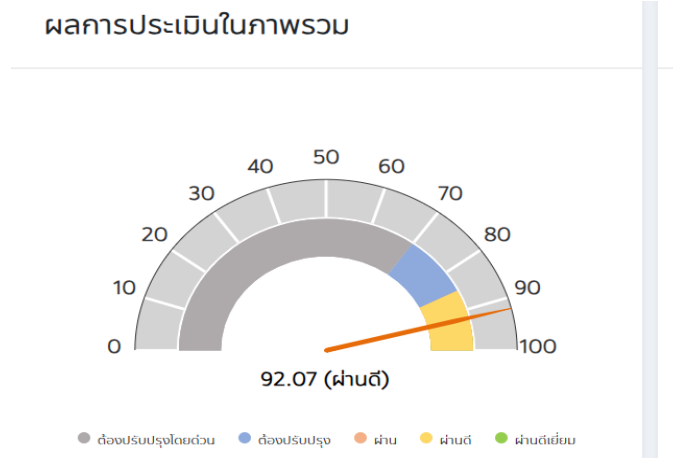 ผลการประเมินในภาพรวม
50
40 60
30 70
20 80
10 90
0 100
92.07 (ผ่านดี)
ต้องปรับปรุงโดยด่วน ต้องปรับปรุง ผ่าน ผ่านดี ผ่านดีเยี่ยม